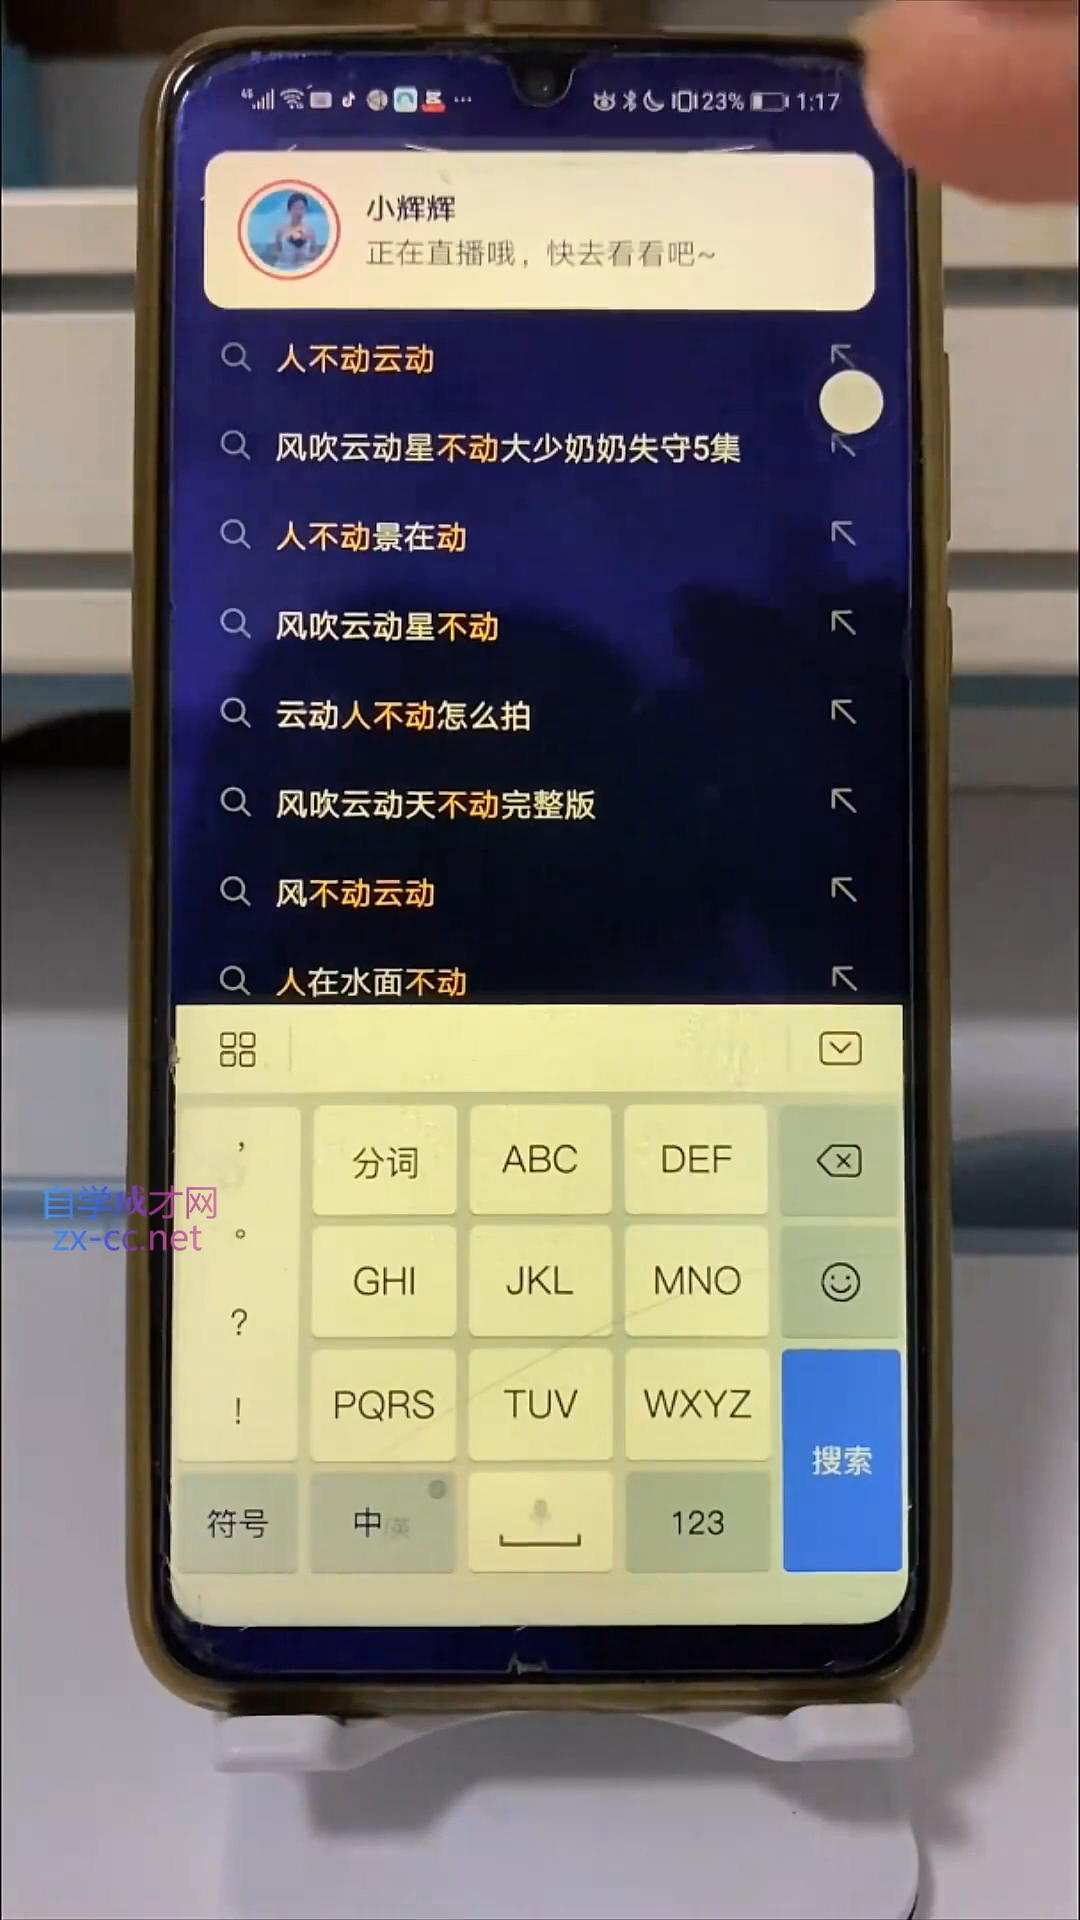 4G 23% 1:17
小辉辉
正在直播哦，快去看看吧~
人不动云动
风吹云动星不动大少奶奶失守5集
人不动景在动
风吹云动星不动
云动人不动怎么拍
风吹云动天不动完整版
风不动云动
人在水面不动
，
分词 ABC DEF
。
GHI JKL MNO
？
！
PQRS TUV WXYZ
搜索
符号 中/英 123
自学成才网
zx-cc.net